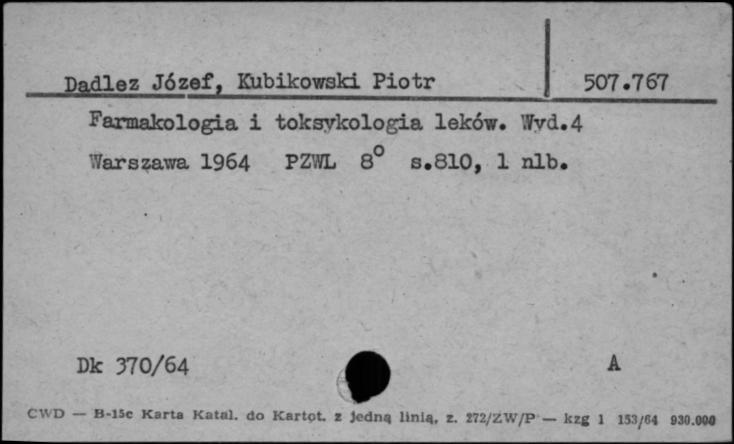 Dadlez Józef, Kubikowski Piotr 507.767
Farmakologia i toksykologia leków. Wyd.4
Warszawa 1964 PZWL 8° s.810, 1 nlb.
Dk 370/64 A
CWD — B-15c Karta Katal. do Kartot. z jedną linią, z. 272/ZW/P — kzg 1 153/64 930.000